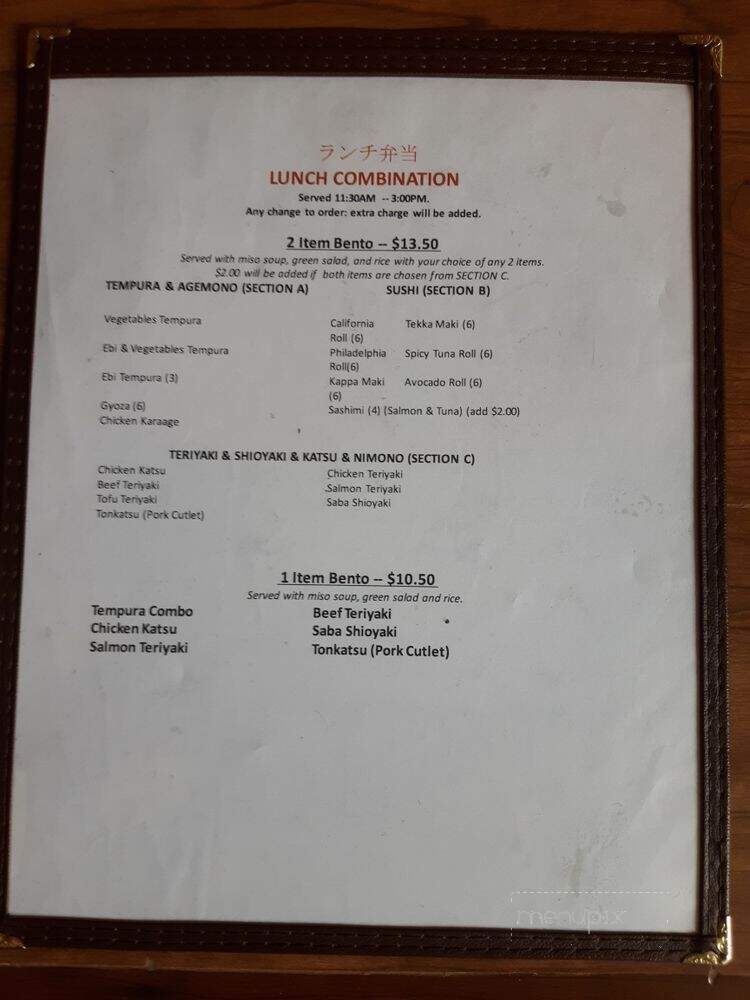 ランチ弁当
LUNCH COMBINATION
Served 11:30AM -- 3:00PM.
Any change to order: extra charge will be added.
2 Item Bento -- $13.50
Served with miso soup, green salad, and rice with your choice of any 2 items.
$2.00 will be added if both items are chosen from SECTION C.
TEMPURA & AGEMONO (SECTION A)
Vegetables Tempura
Ebi & Vegetables Tempura
Ebi Tempura (3)
Gyoza (6)
Chicken Karaage
SUSHI (SECTION B)
California Tekka Maki (6)
Roll (6)
Philadelphia Spicy Tuna Roll (6)
Roll(6)
Kappa Maki Avocado Roll (6)
(6)
Sashimi (4) (Salmon & Tuna) (add $2.00)
TERIYAKI & SHIOYAKI & KATSU & NIMONO (SECTION C)
Chicken Katsu
Beef Teriyaki
Tofu Teriyaki
Tonkatsu (Pork Cutlet)
Chicken Teriyaki
Salmon Teriyaki
Saba Shioyaki
1 Item Bento -- $10.50
Served with miso soup, green salad and rice.
Tempura Combo
Chicken Katsu
Salmon Teriyaki
Beef Teriyaki
Saba Shioyaki
Tonkatsu (Pork Cutlet)
menupix